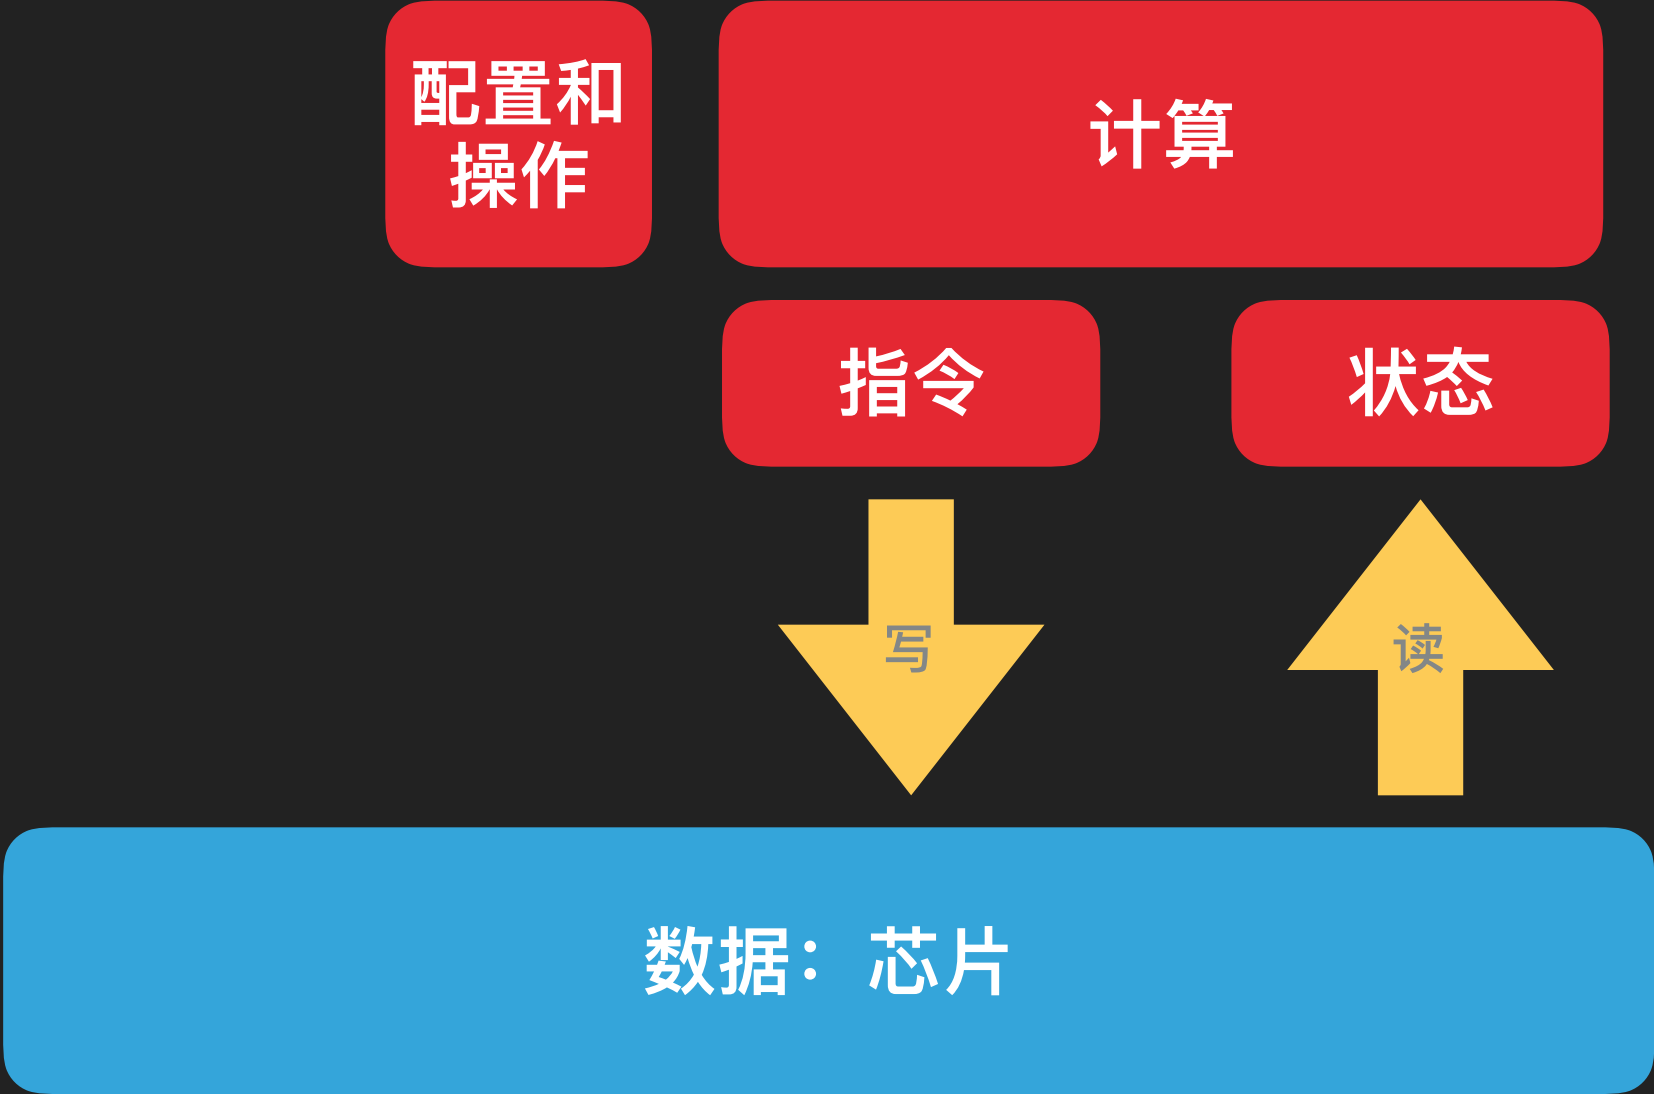 配置和
操作
计算
指令
状态
写
读
数据：芯片